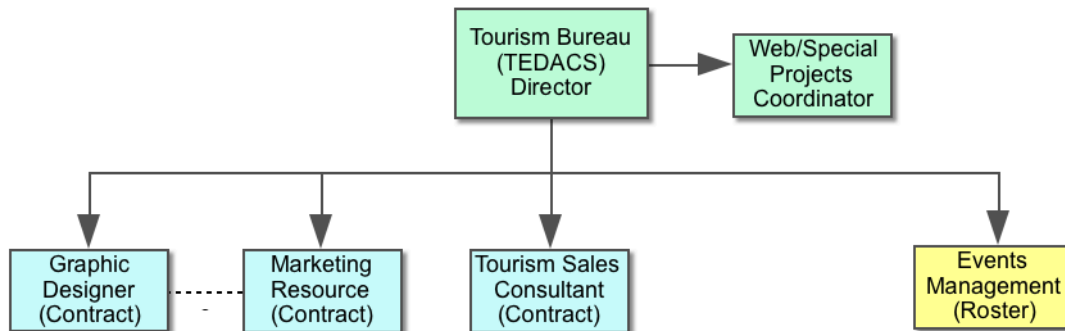 Tourism Bureau
(TEDACS)
Director
Web/Special
Projects
Coordinator
Graphic
Designer
(Contract)
-
Marketing
Resource
(Contract)
Tourism Sales
Consultant
(Contract)
Events
Management
(Roster)